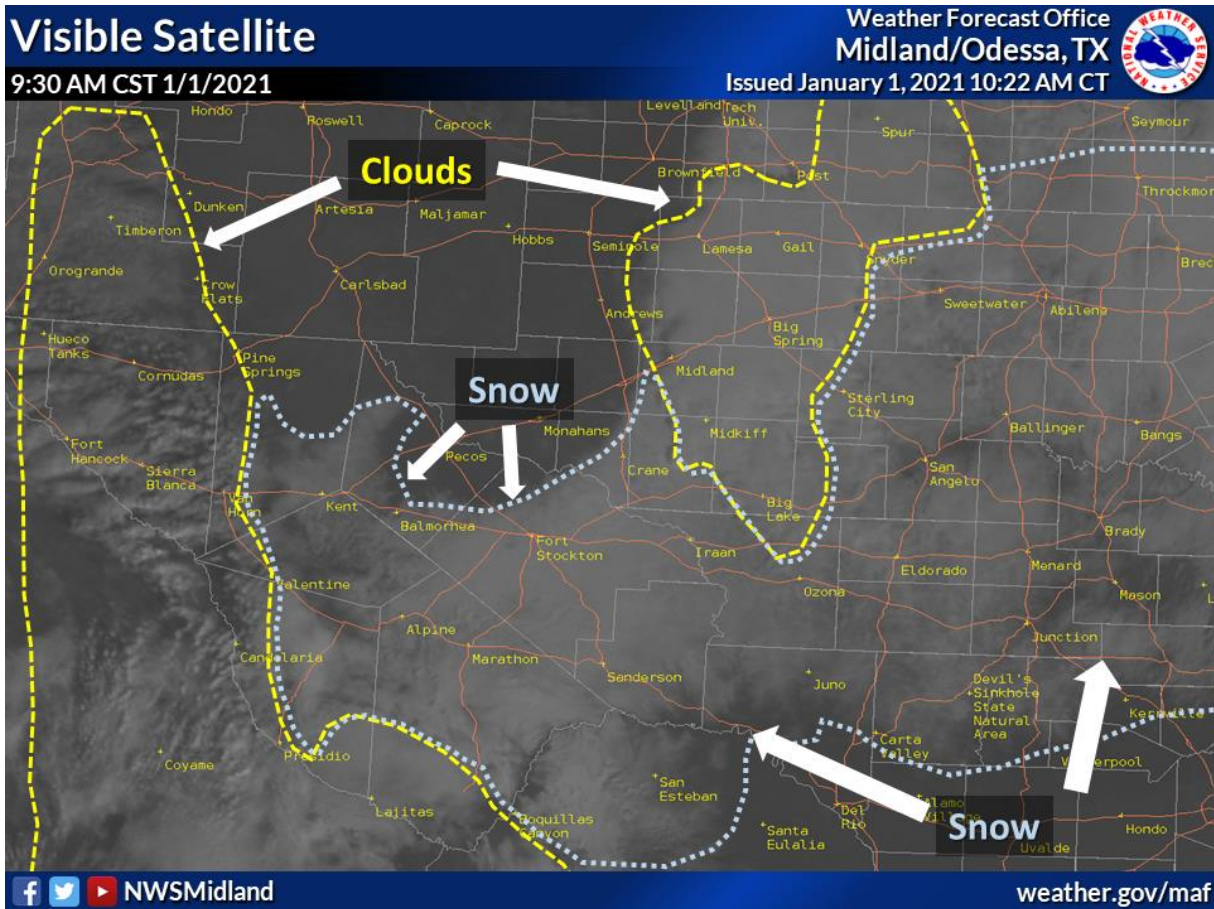 Visible Satellite
9:30 AM CST 1/1/2021
Weather Forecast Office
Midland/Odessa, TX
Issued January 1, 2021 10:22 AM CT
NATIONAL WEATHER SERVICE
Hondo
Roswell
Caprock
Levelland
Tech
Univ.
Spur
Seymour
Clouds
Brownfield
Post
Throckmor
Dunken
Artesia
Maljamar
Timberon
Hobbs
Seminole
Lamesa
Gail
Snyder
Brec
Orogrande
Crow
Flats
Carlsbad
Andrews
Sweetwater
Abilene
Hueco
Tanks
Big
Spring
Cornudas
Pine
Springs
Midland
Snow
Sterling
City
Fort
Hancock
Monahans
Midkiff
Ballinger
Bangs
Sierra
Blanca
Pecos
Crane
San
Angelo
Van
Horn
Kent
Balmorhea
Big
Lake
Brady
Fort
Stockton
Iraan
Eldorado
Menard
Valentine
Ozona
Mason
L
Alpine
Junction
Candelaria
Marathon
Sanderson
Juno
Devil's
Sinkhole
State
Natural
Area
Kerrville
Presidio
Coyame
Carta
Valley
San
Esteban
Lajitas
Boquillas
Canyon
Santa
Eulalia
Del
Rio
Alamo
Snow
Hondo
Uvalde
NWSMidland
weather.gov/maf